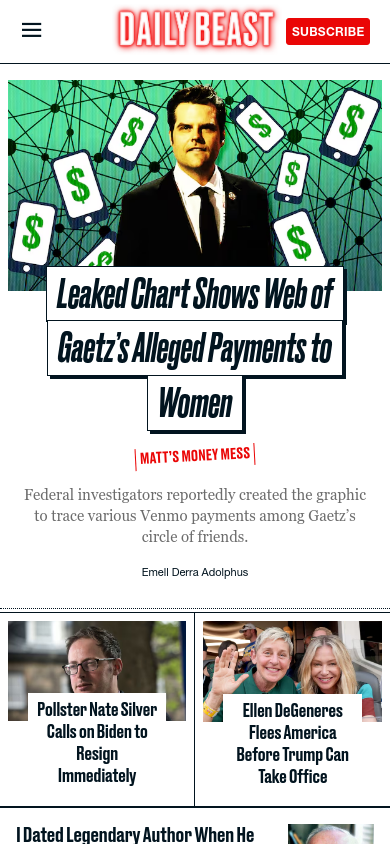 DAILY BEAST
SUBSCRIBE
$ $ $ $ $ $ $
Leaked Chart Shows Web of
Gaetz’s Alleged Payments to
Women
MATT’S MONEY MESS
Federal investigators reportedly created the graphic
to trace various Venmo payments among Gaetz’s
circle of friends.
Emell Derra Adolphus
Pollster Nate Silver
Calls on Biden to
Resign
Immediately
Ellen DeGeneres
Flees America
Before Trump Can
Take Office
I Dated Legendary Author When He